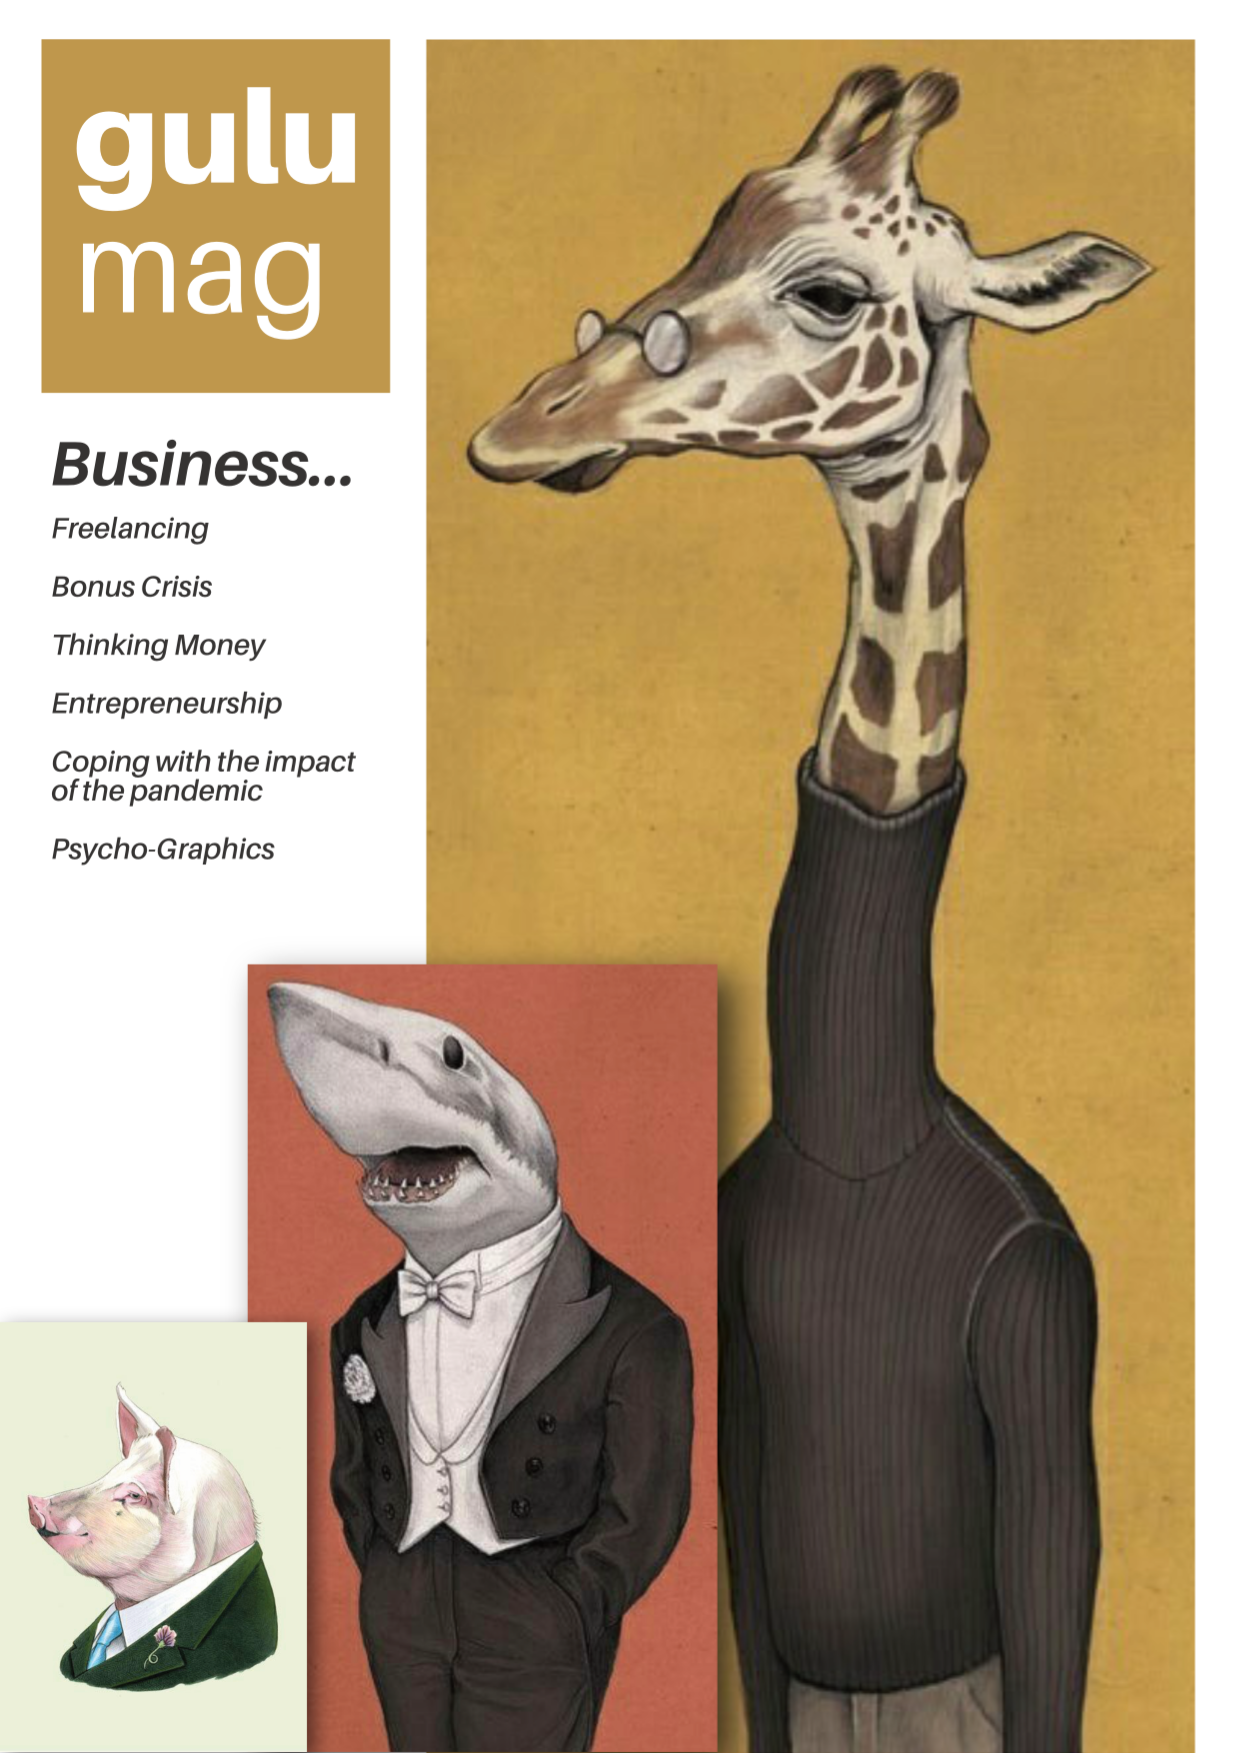 gulu
mag
Business...
Freelancing
Bonus Crisis
Thinking Money
Entrepreneurship
Coping with the impact
of the pandemic
Psycho-Graphics